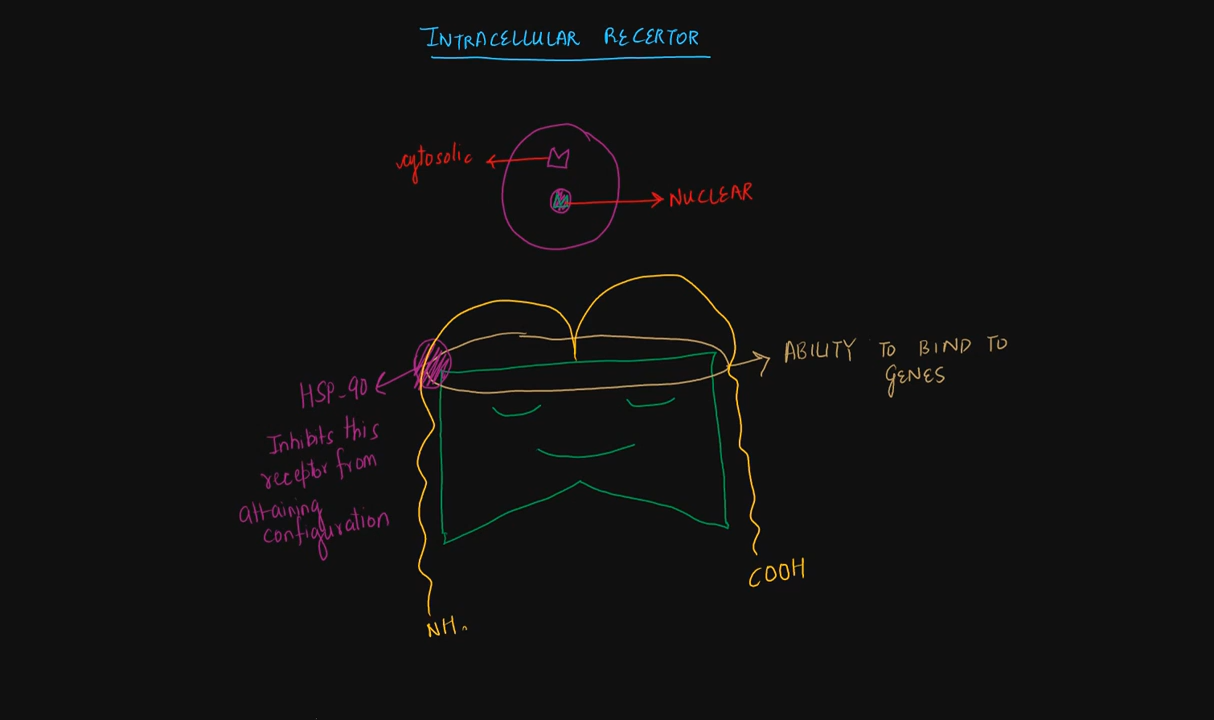 INTRACELLULAR RECERTOR
cytosolic
NUCLEAR
ABILITY TO BIND TO
GENES
HSP-90
Inhibits this
receptor from
attaining
configuration
COOH
NH